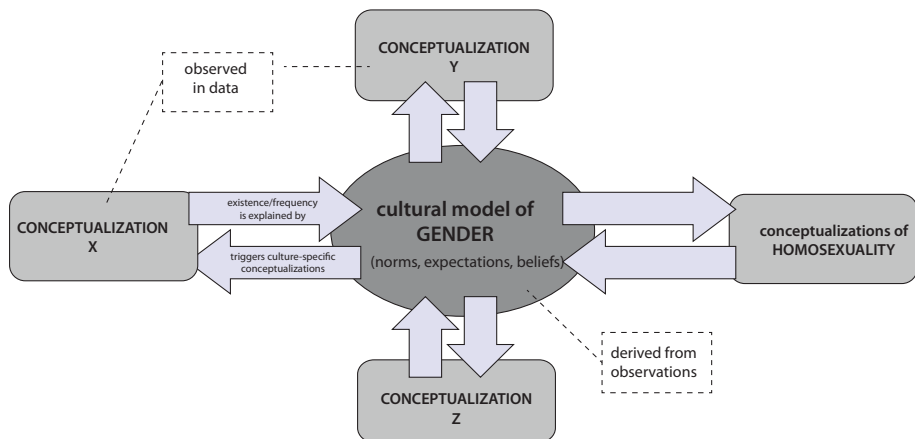 CONCEPTUALIZATION
Y
observed
in data
existence/frequency
is explained by
CONCEPTUALIZATION
X
triggers culture-specific
conceptualizations
cultural model of
GENDER
(norms, expectations, beliefs)
conceptualizations of
HOMOSEXUALITY
derived from
observations
CONCEPTUALIZATION
Z